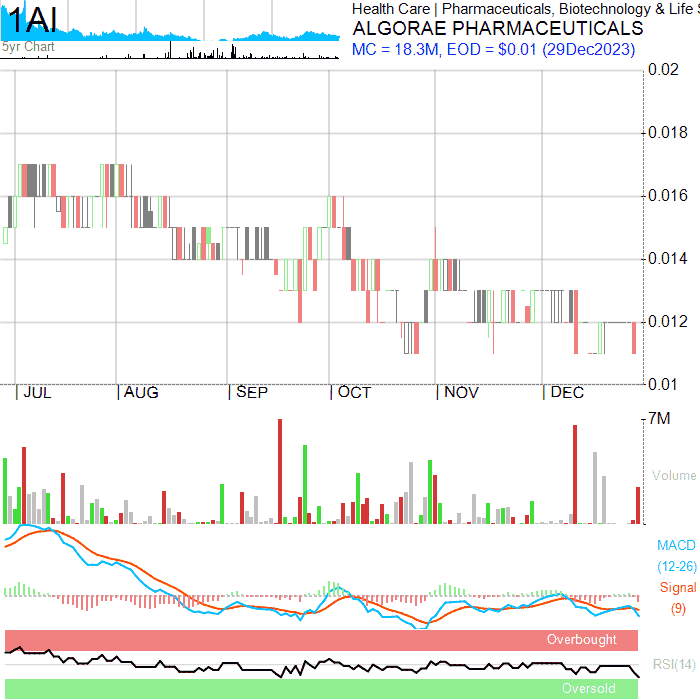 1AI
5yr Chart
Health Care | Pharmaceuticals, Biotechnology & Life S
ALGORAE PHARMACEUTICALS
MC = 18.3M, EOD = $0.01 (29Dec2023)
0.02
0.018
0.016
0.014
0.012
0.01
| JUL | AUG | SEP | OCT | NOV | DEC
7M
Volume
MACD
(12-26)
Signal
(9)
Overbought
RSI(14)
Oversold